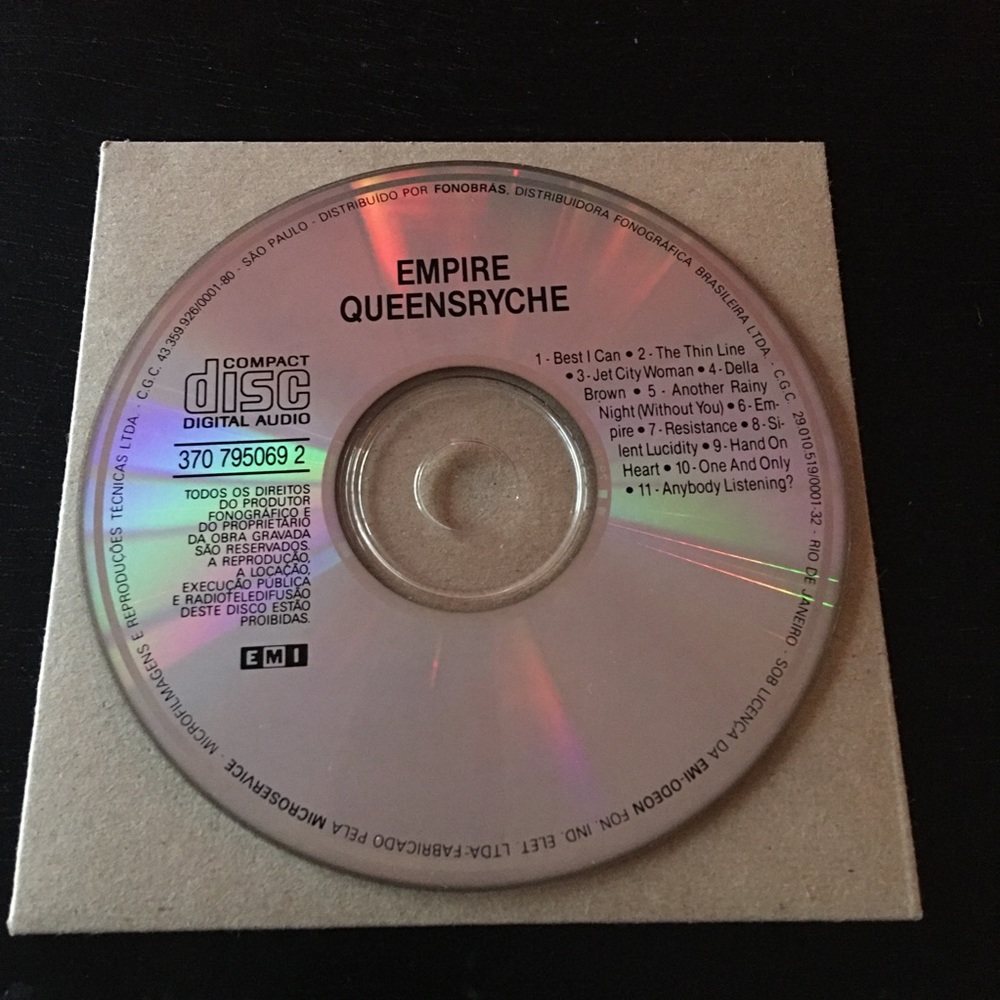 EMPIRE
QUEENSRYCHE
COMPACT
disc
DIGITAL AUDIO
370 795069 2
TODOS OS DIREITOS
DO PRODUTOR
FONOGRÁFICO E
DO PROPRIETÁRIO
DA OBRA GRAVADA
SÃO RESERVADOS.
A REPRODUÇÃO,
A LOCAÇÃO,
EXECUÇÃO PÚBLICA
E RADIOTELEDIFUSÃO
DESTE DISCO ESTÃO
PROIBIDAS.
EMI
1 - Best I Can • 2 - The Thin Line
• 3 - Jet City Woman • 4 - Della
Brown • 5 - Another Rainy
Night (Without You) • 6 - Em-
pire • 7 - Resistance • 8 - Si-
lent Lucidity • 9 - Hand On
Heart • 10 - One And Only
• 11 - Anybody Listening?
FABRICADO PELA MICROSERVICE - MICROFILMAGENS E REPRODUÇÕES TÉCNICAS LTDA. - C.G.C. 43.359.926/0001-80 - SÃO PAULO - DISTRIBUÍDO POR FONOBRÁS, DISTRIBUIDORA FONOGRÁFICA BRASILEIRA LTDA. - C.G.C. 29.010.519/0001-32 - RIO DE JANEIRO - SOB LICENÇA DA EMI-ODEON FON. IND. ELET. LTDA-